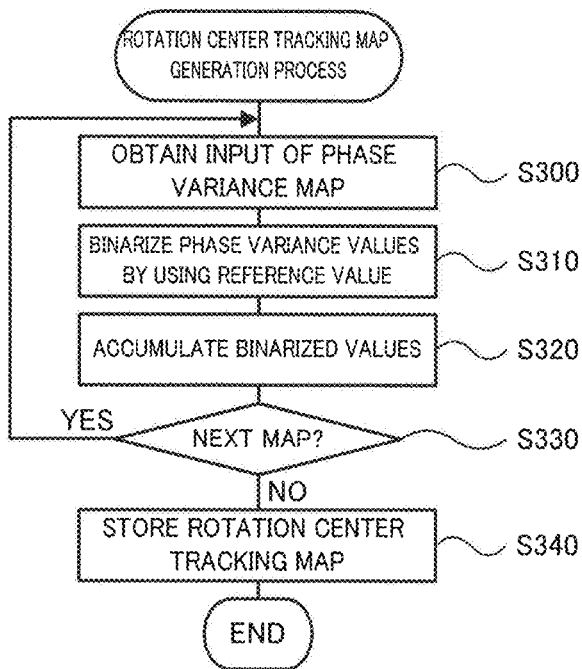 ROTATION CENTER TRACKING MAP
GENERATION PROCESS
OBTAIN INPUT OF PHASE
VARIANCE MAP
S300
BINARIZE PHASE VARIANCE VALUES
BY USING REFERENCE VALUE
S310
ACCUMULATE BINARIZED VALUES
S320
YES
NEXT MAP?
S330
NO
STORE ROTATION CENTER
TRACKING MAP
S340
END